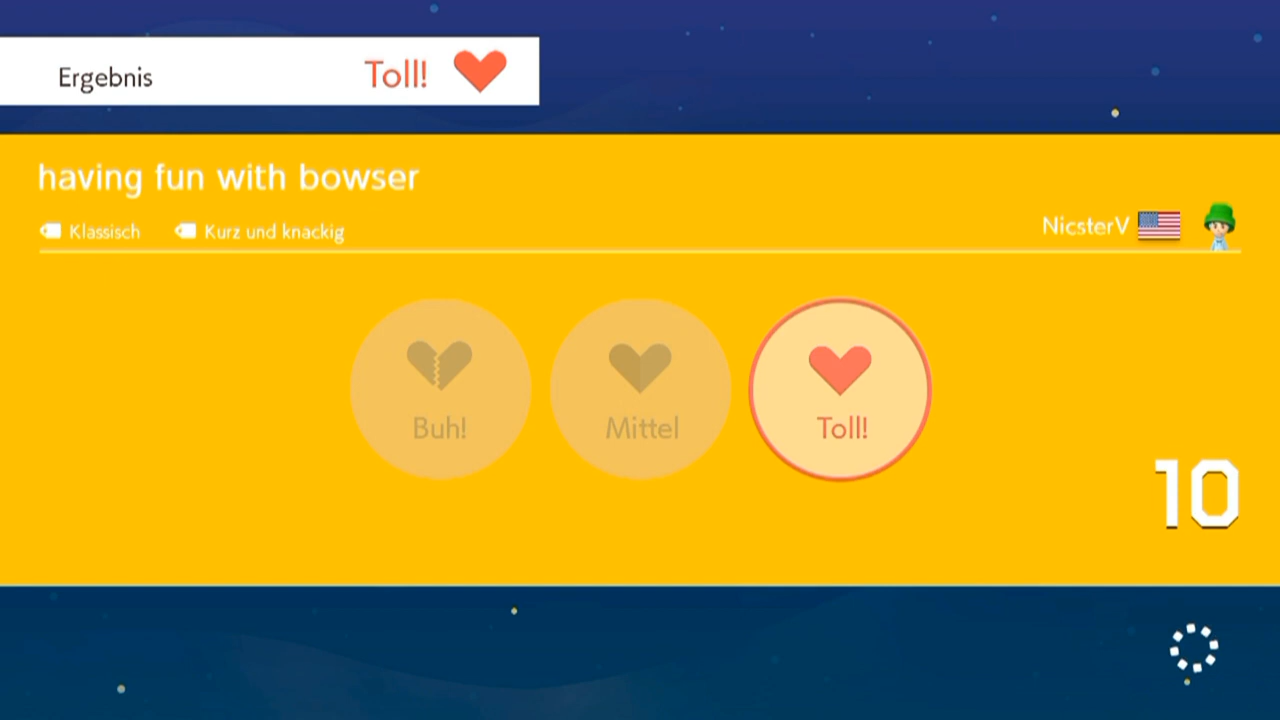 Ergebnis Toll!
having fun with bowser
Klassisch Kurz und knackig
NicsterV
Buh! Mittel Toll!
10